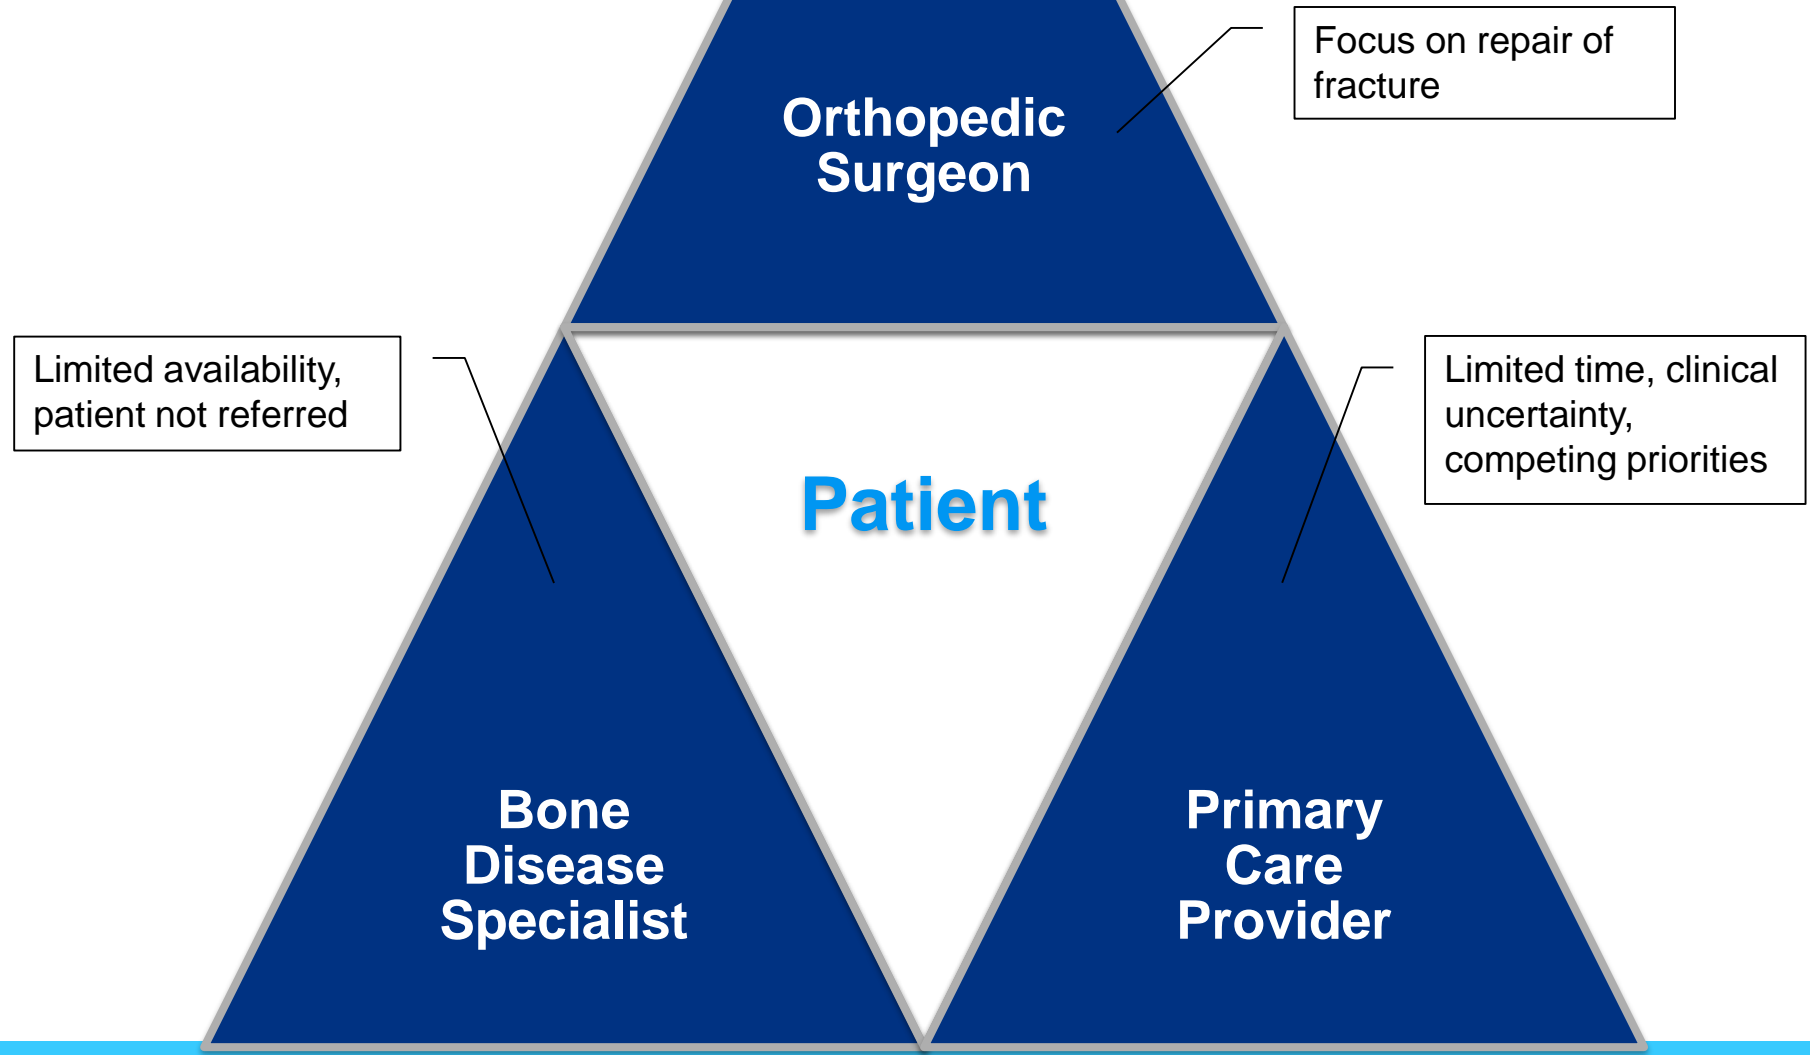 Focus on repair of
fracture
Orthopedic
Surgeon
Limited availability,
patient not referred
Limited time, clinical
uncertainty,
competing priorities
Patient
Bone
Disease
Specialist
Primary
Care
Provider